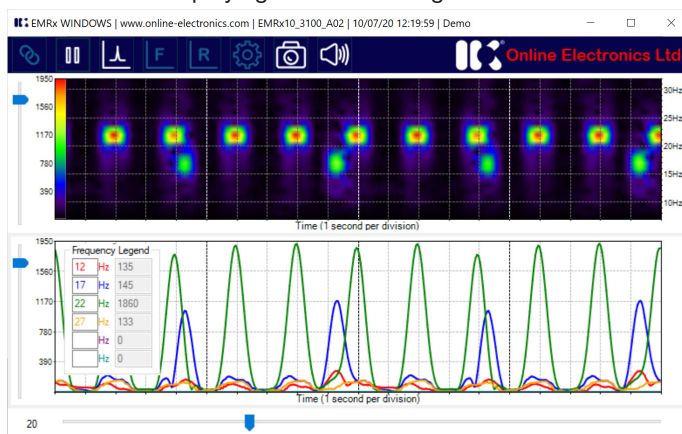 EMRx WINDOWS | www.online-electronics.com | EMRx10_3100_A02 | 10/07/20 12:19:59 | Demo
F R Online Electronics Ltd
1950
1560
1170
780
390
30Hz
25Hz
20Hz
15Hz
10Hz
Time (1 second per division)
1950
1560
1170
780
390
Frequency Legend
12 Hz 135
17 Hz 145
22 Hz 1860
27 Hz 133
Hz 0
Hz 0
Time (1 second per division)
20